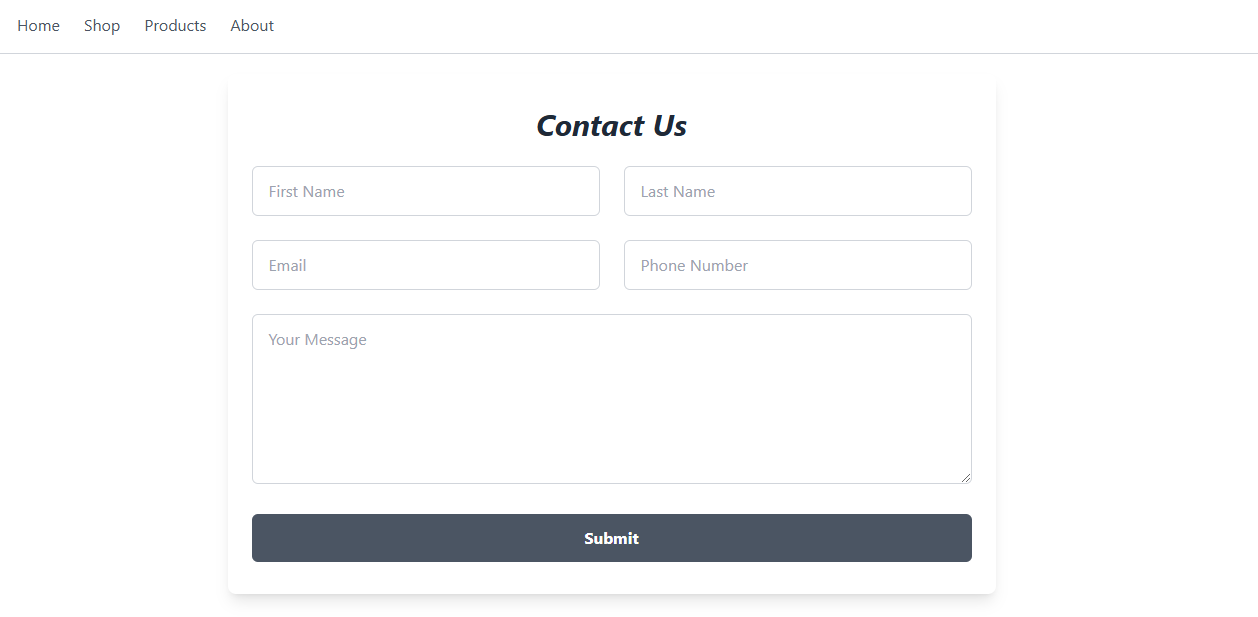 Home Shop Products About
Contact Us
First Name Last Name
Email Phone Number
Your Message
Submit